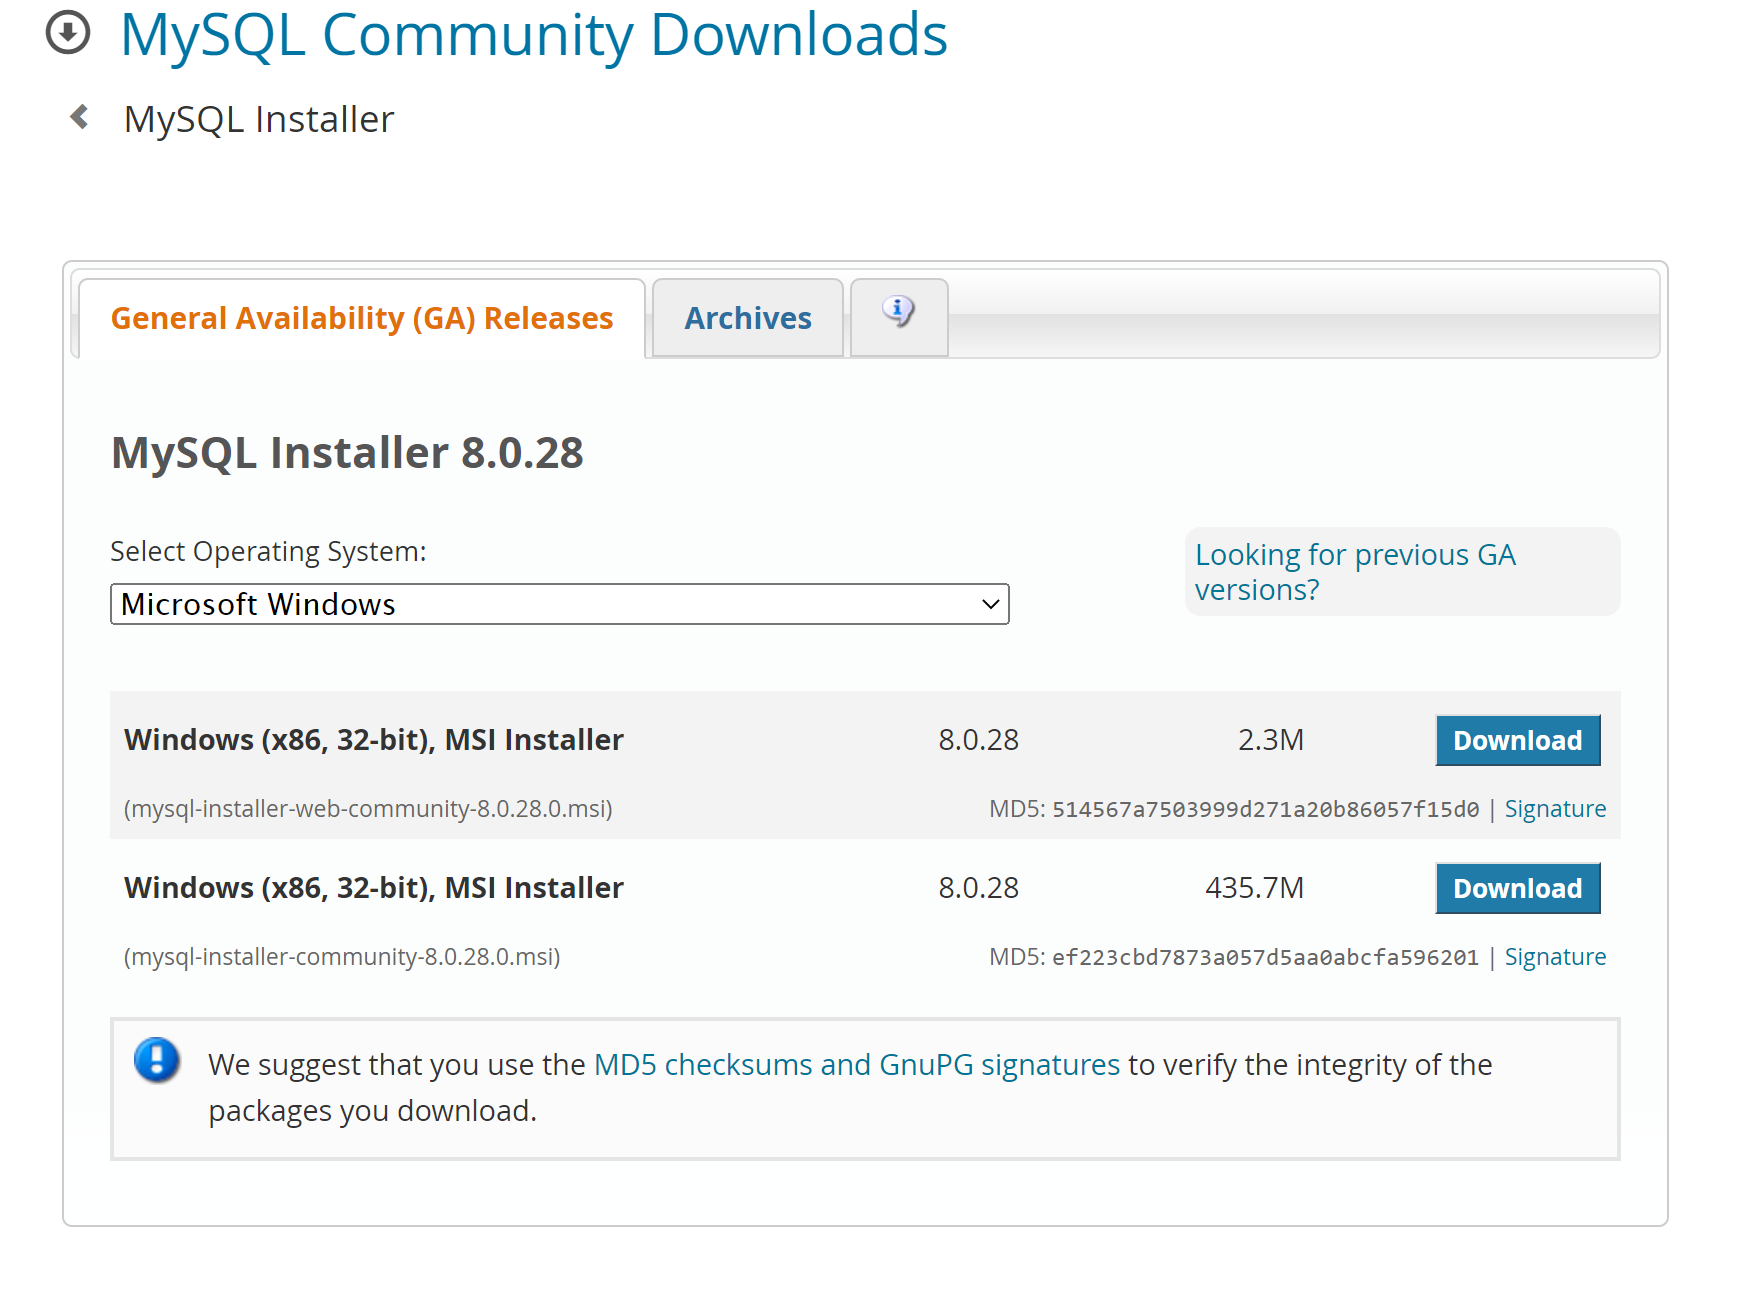 MySQL Community Downloads
MySQL Installer
General Availability (GA) Releases
Archives
MySQL Installer 8.0.28
Select Operating System:
Microsoft Windows
Looking for previous GA
versions?
Windows (x86, 32-bit), MSI Installer 8.0.28 2.3M Download
(mysql-installer-web-community-8.0.28.0.msi) MD5: 514567a7503999d271a20b86057f15d0 | Signature
Windows (x86, 32-bit), MSI Installer 8.0.28 435.7M Download
(mysql-installer-community-8.0.28.0.msi) MD5: ef223cbd7873a057d5aa0abcfa596201 | Signature
We suggest that you use the MD5 checksums and GnuPG signatures to verify the integrity of the
packages you download.